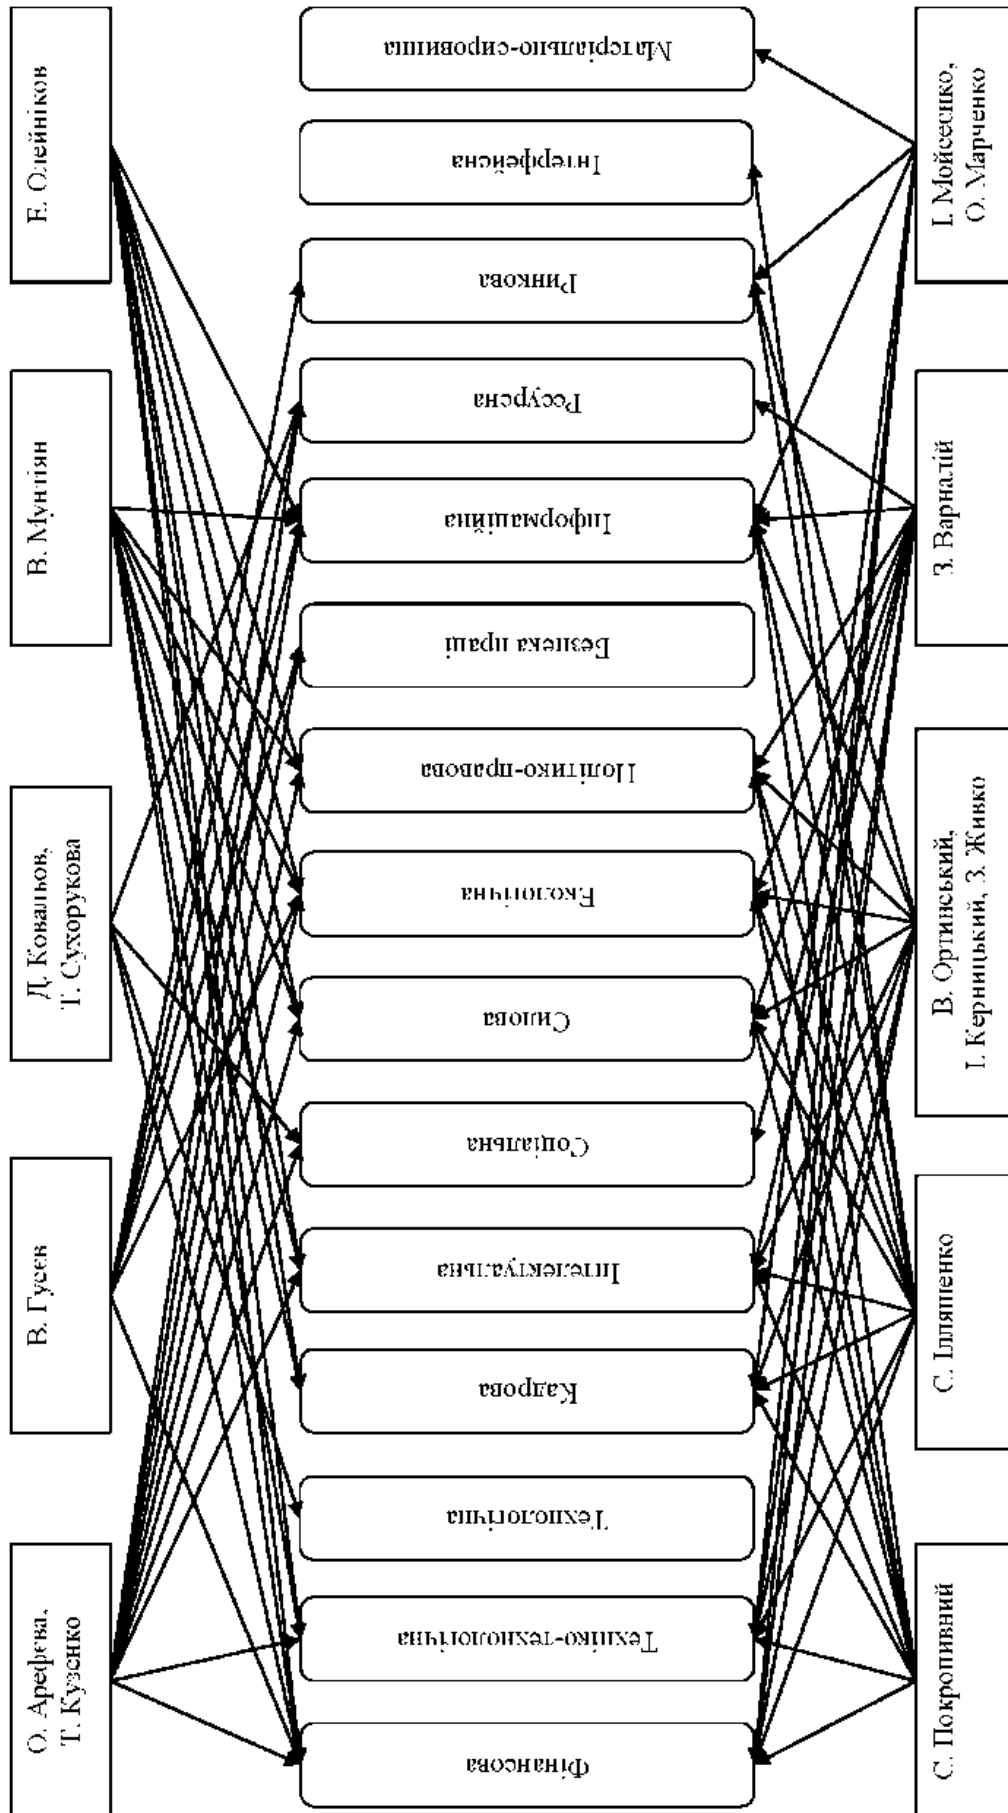 О. Арефєва,
Т. Кузенко
В. Гусєв
Д. Ковальов,
Т. Сухорукова
В. Мунтіян
Е. Олейніков
Фінансова
Техніко-технологічна
Технологічна
Кадрова
Інтелектуальна
Соціальна
Силова
Екологічна
Політико-правова
Безпека праці
Інформаційна
Ресурсна
Ринкова
Інтерфейсна
Матеріально-сировинна
С. Покропивний
С. Ілляшенко
В. Ортинський,
І. Керницький, З. Живко
З. Варналій
І. Мойсеєнко,
О. Марченко